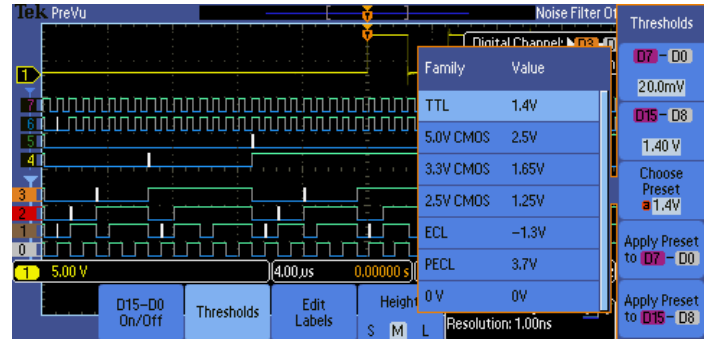 Tek PreVu
Noise Filter
Thresholds
Digital Channel: D3
Family Value
TTL 1.4V
5.0V CMOS 2.5V
3.3V CMOS 1.65V
2.5V CMOS 1.25V
ECL −1.3V
PECL 3.7V
0 V 0V
D7 – D0
20.0mV
D15 – D8
1.40 V
Choose
Preset
a 1.4V
Apply Preset
to D7 – D0
Apply Preset
to D15 – D8
1
7
6
5
4
3
2
1
0
1 5.00 V
4.00µs
0.00000 s
D15–D0
On/Off
Thresholds
Edit
Labels
Height
S M L
Resolution: 1.00ns